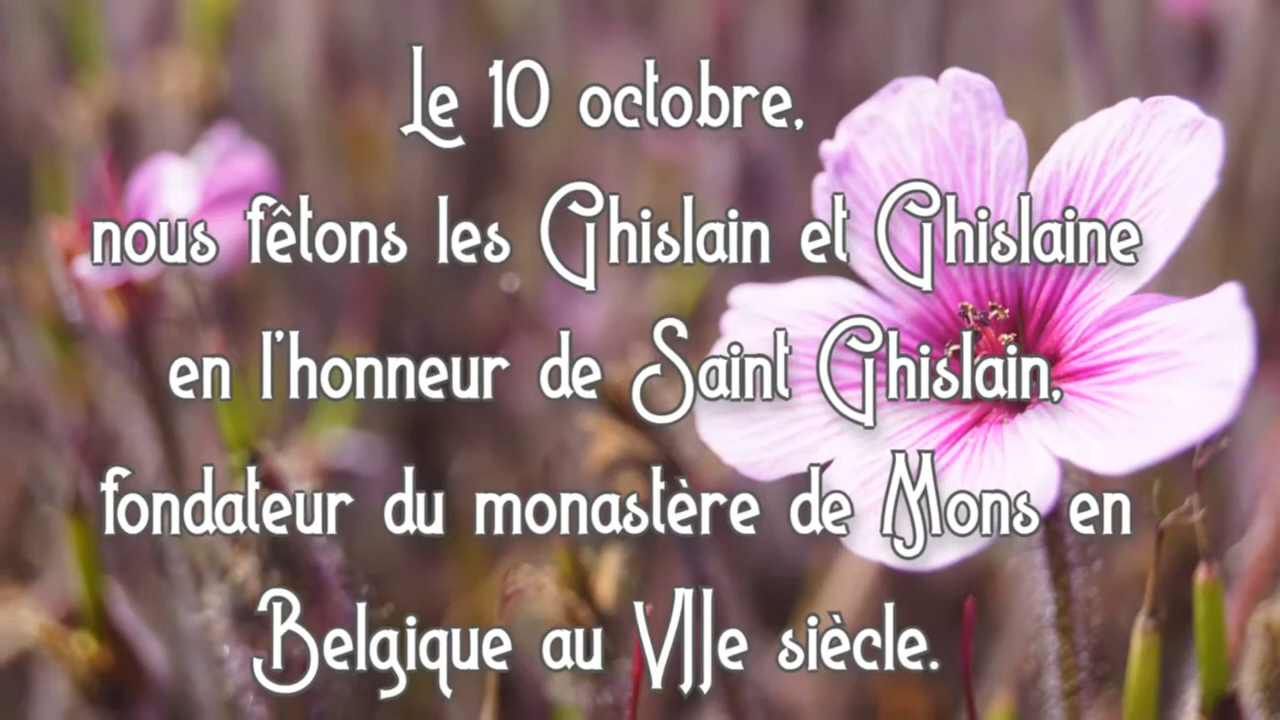 Le 10 octobre,
nous fêtons les Ghislain et Ghislaine
en l'honneur de Saint Ghislain,
fondateur du monastère de Mons en
Belgique au VIIe siècle.